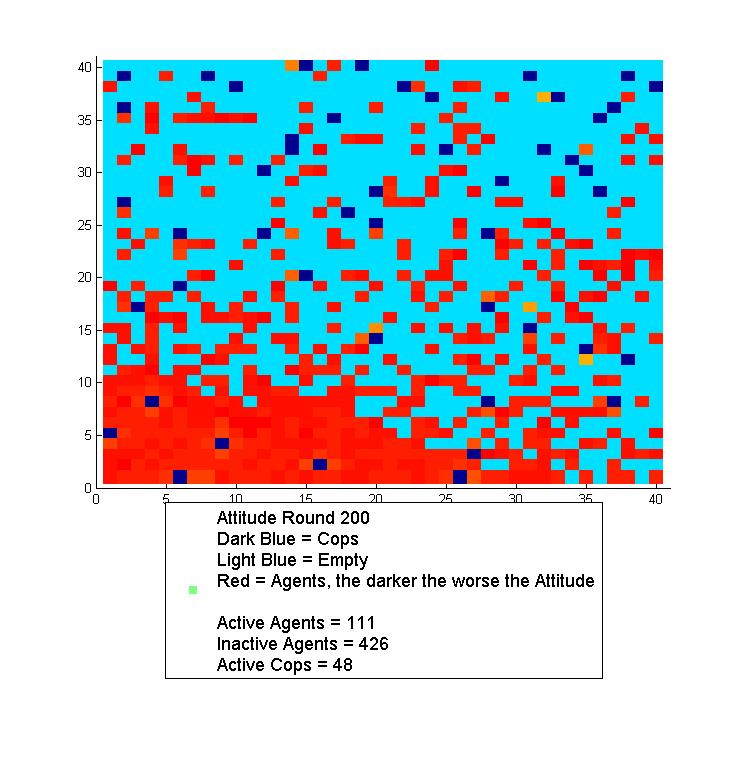 40
35
30
25
20
15
10
5
0
0 5 10 15 20 25 30 35 40
Attitude Round 200
Dark Blue = Cops
Light Blue = Empty
Red = Agents, the darker the worse the Attitude
Active Agents = 111
Inactive Agents = 426
Active Cops = 48